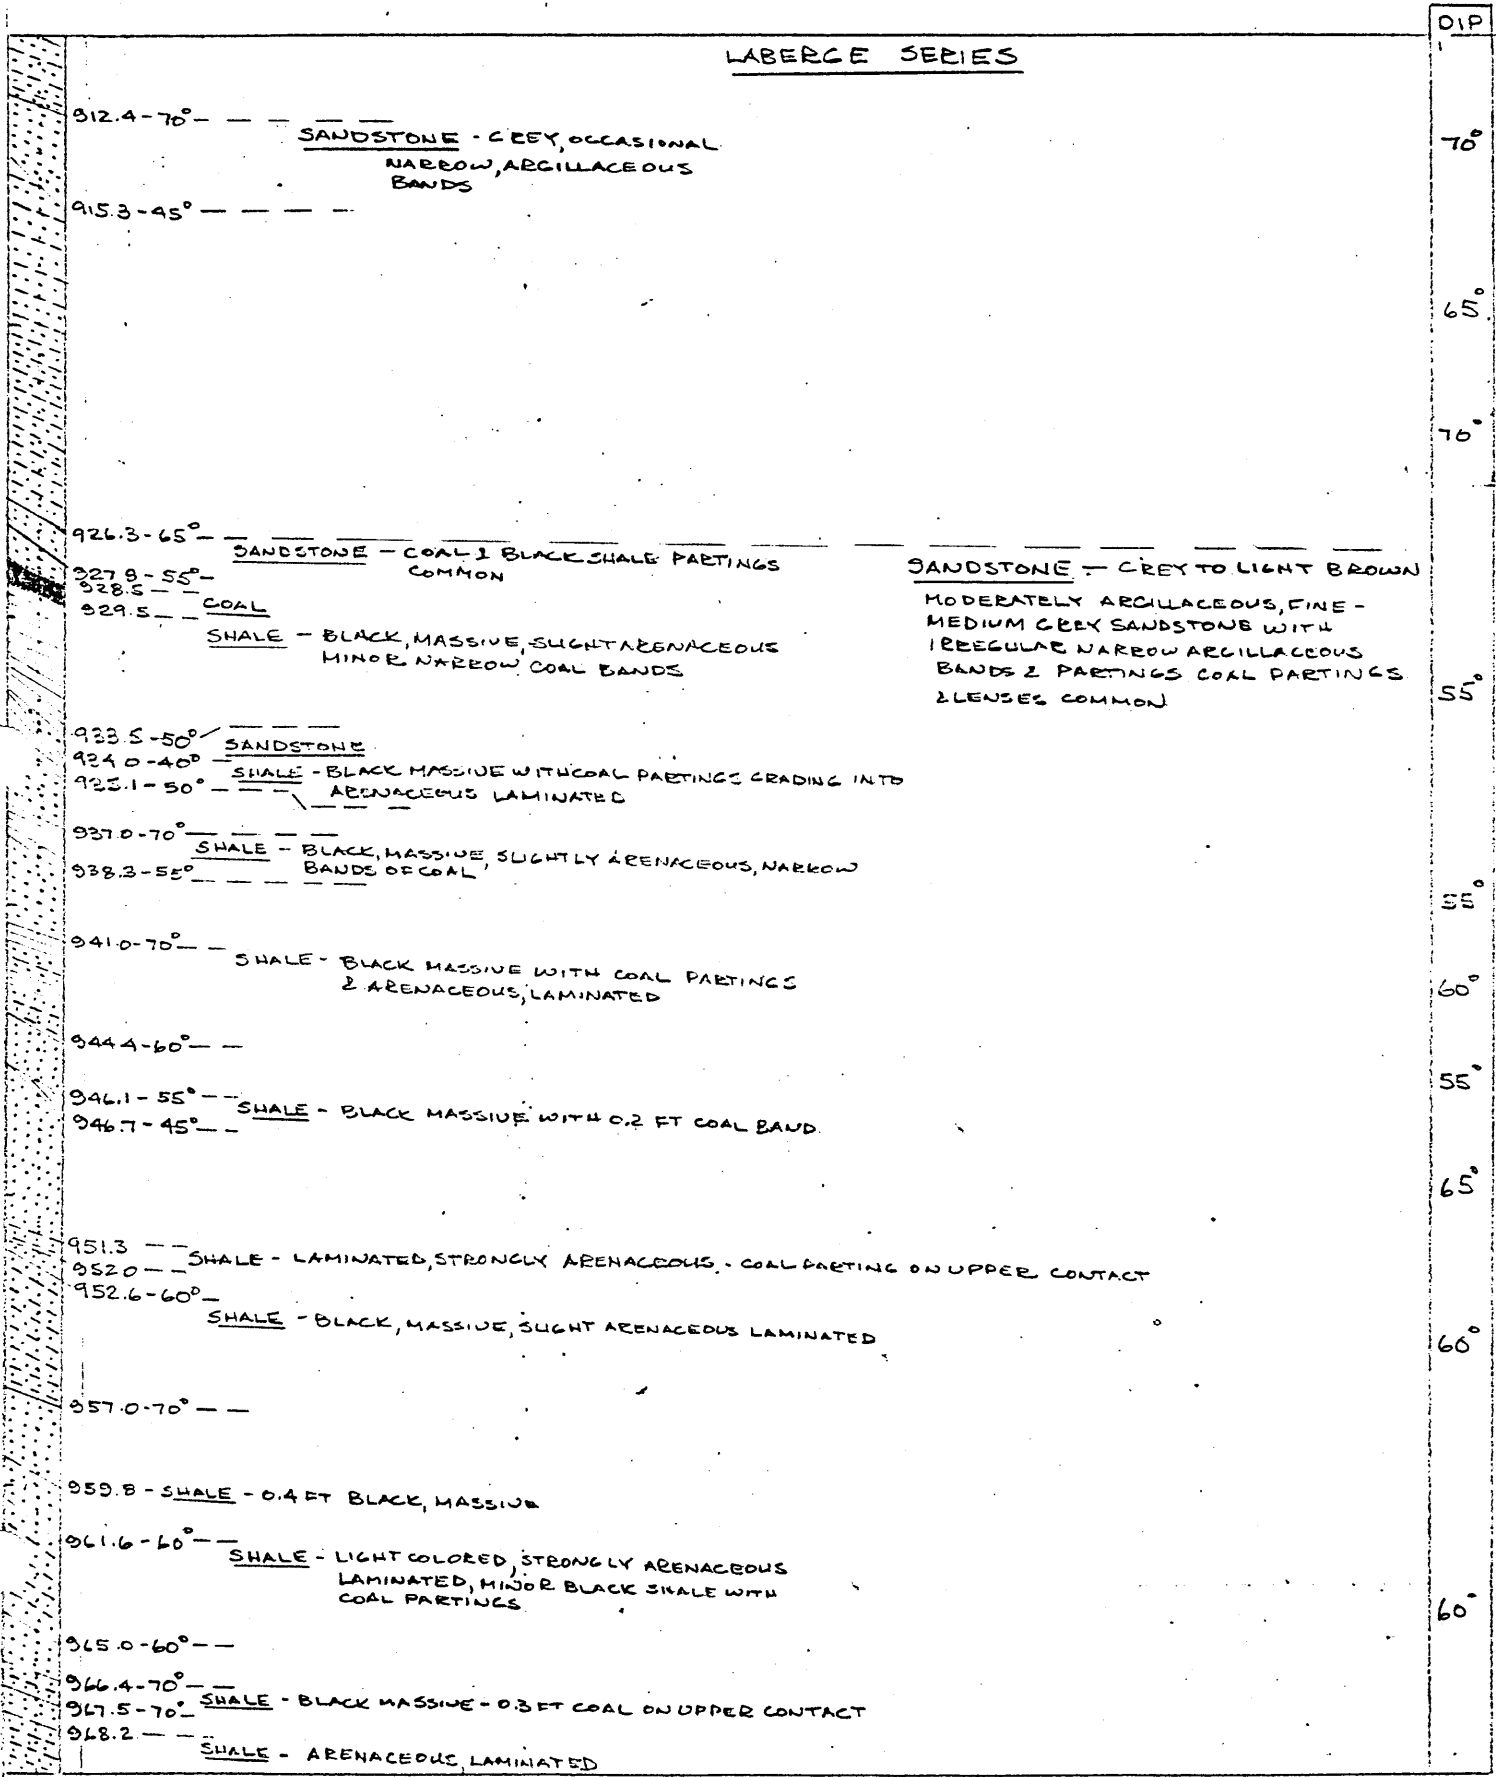 DIP
LABERGE SERIES
912.4-70°
SANDSTONE - GREY, OCCASIONAL
NARROW, ARGILLACEOUS
BANDS
70°
915.3-45°
65°
70°
926.3-65°
SANDSTONE - COAL & BLACK SHALE PARTINGS
COMMON
927.8-55°
928.5
COAL
929.5
SHALE - BLACK, MASSIVE, SLIGHT ARENACEOUS
MINOR NARROW COAL BANDS
SANDSTONE - GREY TO LIGHT BROWN
MODERATELY ARGILLACEOUS, FINE-
MEDIUM GREY SANDSTONE WITH
IRREGULAR NARROW ARGILLACEOUS
BANDS & PARTINGS COAL PARTINGS
& LENSES COMMON
55°
933.5-50°
SANDSTONE
934.0-40°
SHALE - BLACK MASSIVE WITH COAL PARTINGS GRADING INTO
935.1-50°
ARENACEOUS LAMINATED
937.0-70°
SHALE - BLACK, MASSIVE, SLIGHTLY ARENACEOUS, NARROW
938.3-55°
BANDS OF COAL
55°
941.0-70°
SHALE - BLACK MASSIVE WITH COAL PARTINGS
& ARENACEOUS, LAMINATED
60°
944.4-60°
55°
946.1-55°
SHALE - BLACK MASSIVE WITH 0.2 FT COAL BAND.
946.7-45°
65°
951.3
SHALE - LAMINATED, STRONGLY ARENACEOUS. - COAL PARTING ON UPPER CONTACT
952.0
952.6-60°
SHALE - BLACK, MASSIVE, SLIGHT ARENACEOUS LAMINATED
60°
957.0-70°
959.8 - SHALE - 0.4 FT BLACK, MASSIVE
961.6-60°
SHALE - LIGHT COLORED, STRONGLY ARENACEOUS
LAMINATED, MINOR BLACK SHALE WITH
COAL PARTINGS
60°
965.0-60°
966.4-70°
SHALE - BLACK MASSIVE - 0.3 FT COAL ON UPPER CONTACT
967.5-70°
968.2
SHALE - ARENACEOUS, LAMINATED